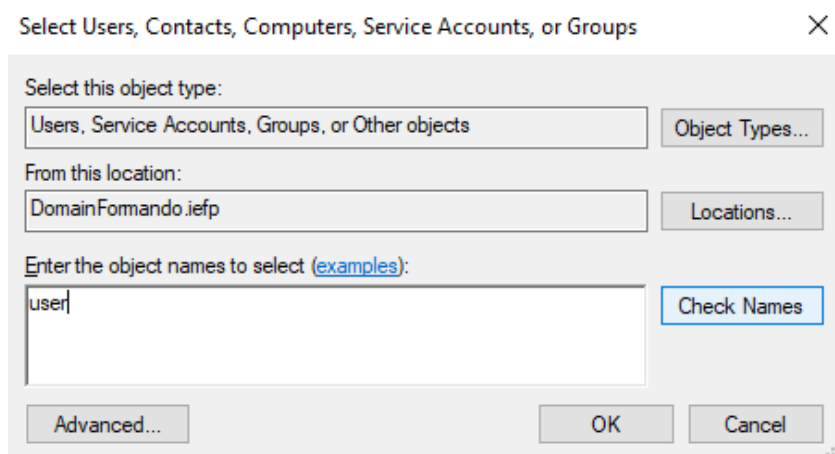 Select Users, Contacts, Computers, Service Accounts, or Groups
Select this object type:
Users, Service Accounts, Groups, or Other objects
Object Types...
From this location:
DomainFormando.iefp
Locations...
Enter the object names to select (examples):
user
Check Names
Advanced...
OK
Cancel